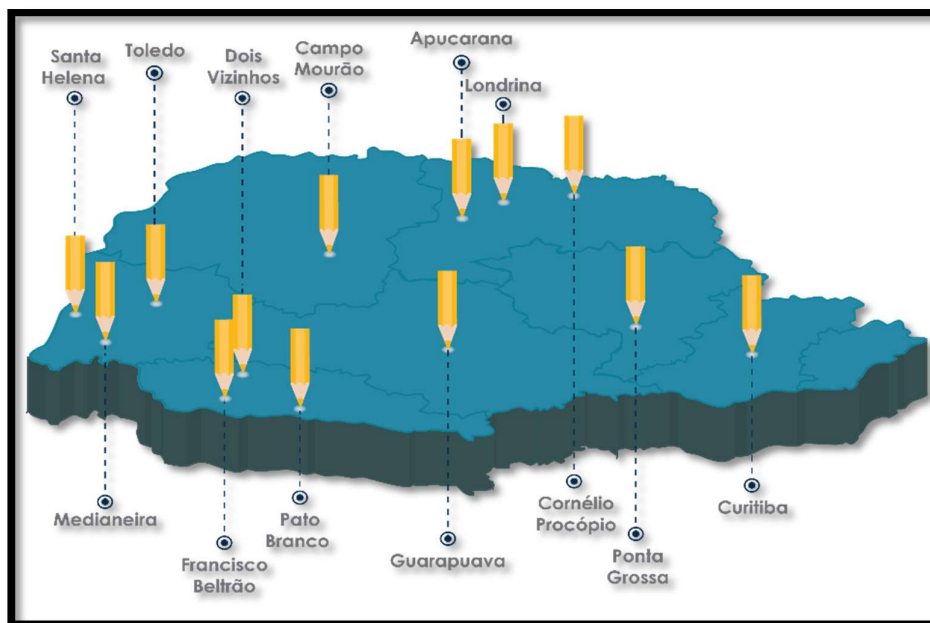 Santa
Helena
Toledo
Dois
Vizinhos
Campo
Mourão
Apucarana
Londrina
Medianeira
Francisco
Beltrão
Pato
Branco
Guarapuava
Cornélio
Procópio
Ponta
Grossa
Curitiba